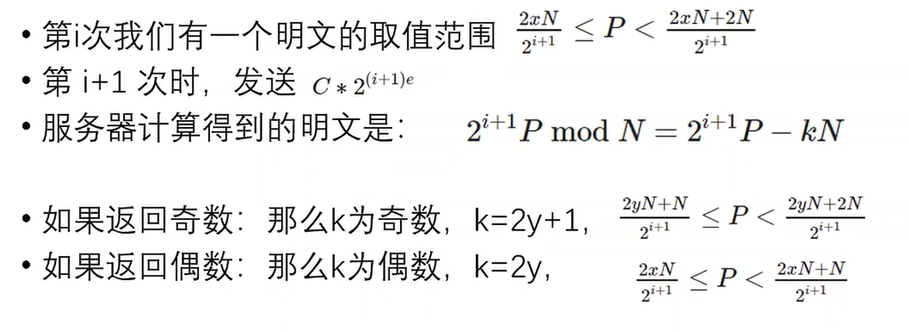 • 第i次我们有一个明文的取值范围 $\frac{2xN}{2^{i+1}} \leq P < \frac{2xN+2N}{2^{i+1}}$
• 第 i+1 次时，发送 $C * 2^{(i+1)e}$
• 服务器计算得到的明文是： $2^{i+1}P \bmod N = 2^{i+1}P - kN$
• 如果返回奇数：那么k为奇数，k=2y+1, $\frac{2yN+N}{2^{i+1}} \leq P < \frac{2yN+2N}{2^{i+1}}$
• 如果返回偶数：那么k为偶数，k=2y, $\frac{2xN}{2^{i+1}} \leq P < \frac{2xN+N}{2^{i+1}}$